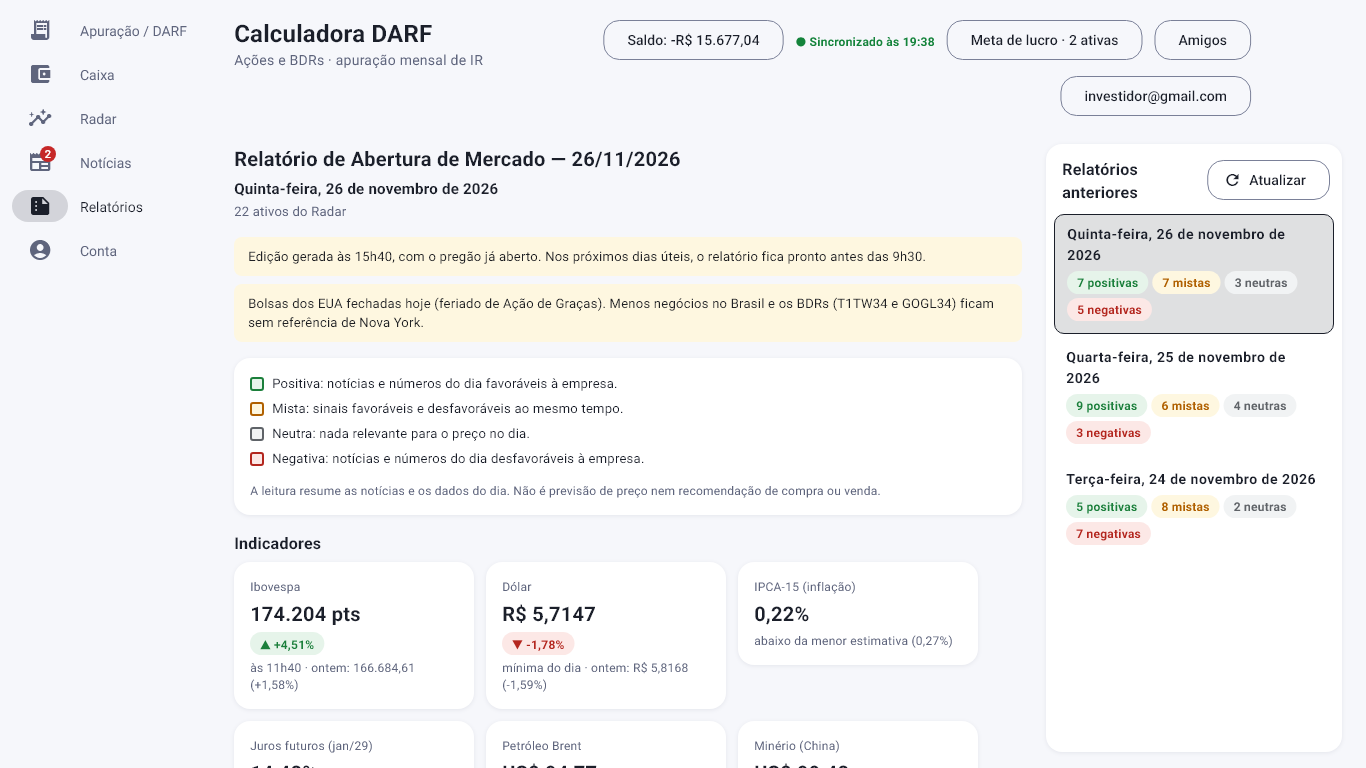 Apuração / DARF
Caixa
Radar
2
Notícias
Relatórios
Conta
Calculadora DARF
Ações e BDRs · apuração mensal de IR
Saldo: -R$ 15.677,04
Sincronizado às 19:38
Meta de lucro · 2 ativas
Amigos
investidor@gmail.com
Relatório de Abertura de Mercado — 26/11/2026
Quinta-feira, 26 de novembro de 2026
22 ativos do Radar
Edição gerada às 15h40, com o pregão já aberto. Nos próximos dias úteis, o relatório fica pronto antes das 9h30.
Bolsas dos EUA fechadas hoje (feriado de Ação de Graças). Menos negócios no Brasil e os BDRs (T1TW34 e GOGL34) ficam
sem referência de Nova York.
Positiva: notícias e números do dia favoráveis à empresa.
Mista: sinais favoráveis e desfavoráveis ao mesmo tempo.
Neutra: nada relevante para o preço no dia.
Negativa: notícias e números do dia desfavoráveis à empresa.
A leitura resume as notícias e os dados do dia. Não é previsão de preço nem recomendação de compra ou venda.
Indicadores
Ibovespa
174.204 pts
▲ +4,51%
às 11h40 · ontem: 166.684,61
(+1,58%)
Dólar
R$ 5,7147
▼ -1,78%
mínima do dia · ontem: R$ 5,8168
(-1,59%)
IPCA-15 (inflação)
0,22%
abaixo da menor estimativa (0,27%)
Juros futuros (jan/29)
Petróleo Brent
Minério (China)
Relatórios
anteriores
Atualizar
Quinta-feira, 26 de novembro de
2026
7 positivas
7 mistas
3 neutras
5 negativas
Quarta-feira, 25 de novembro de
2026
9 positivas
6 mistas
4 neutras
3 negativas
Terça-feira, 24 de novembro de 2026
5 positivas
8 mistas
2 neutras
7 negativas